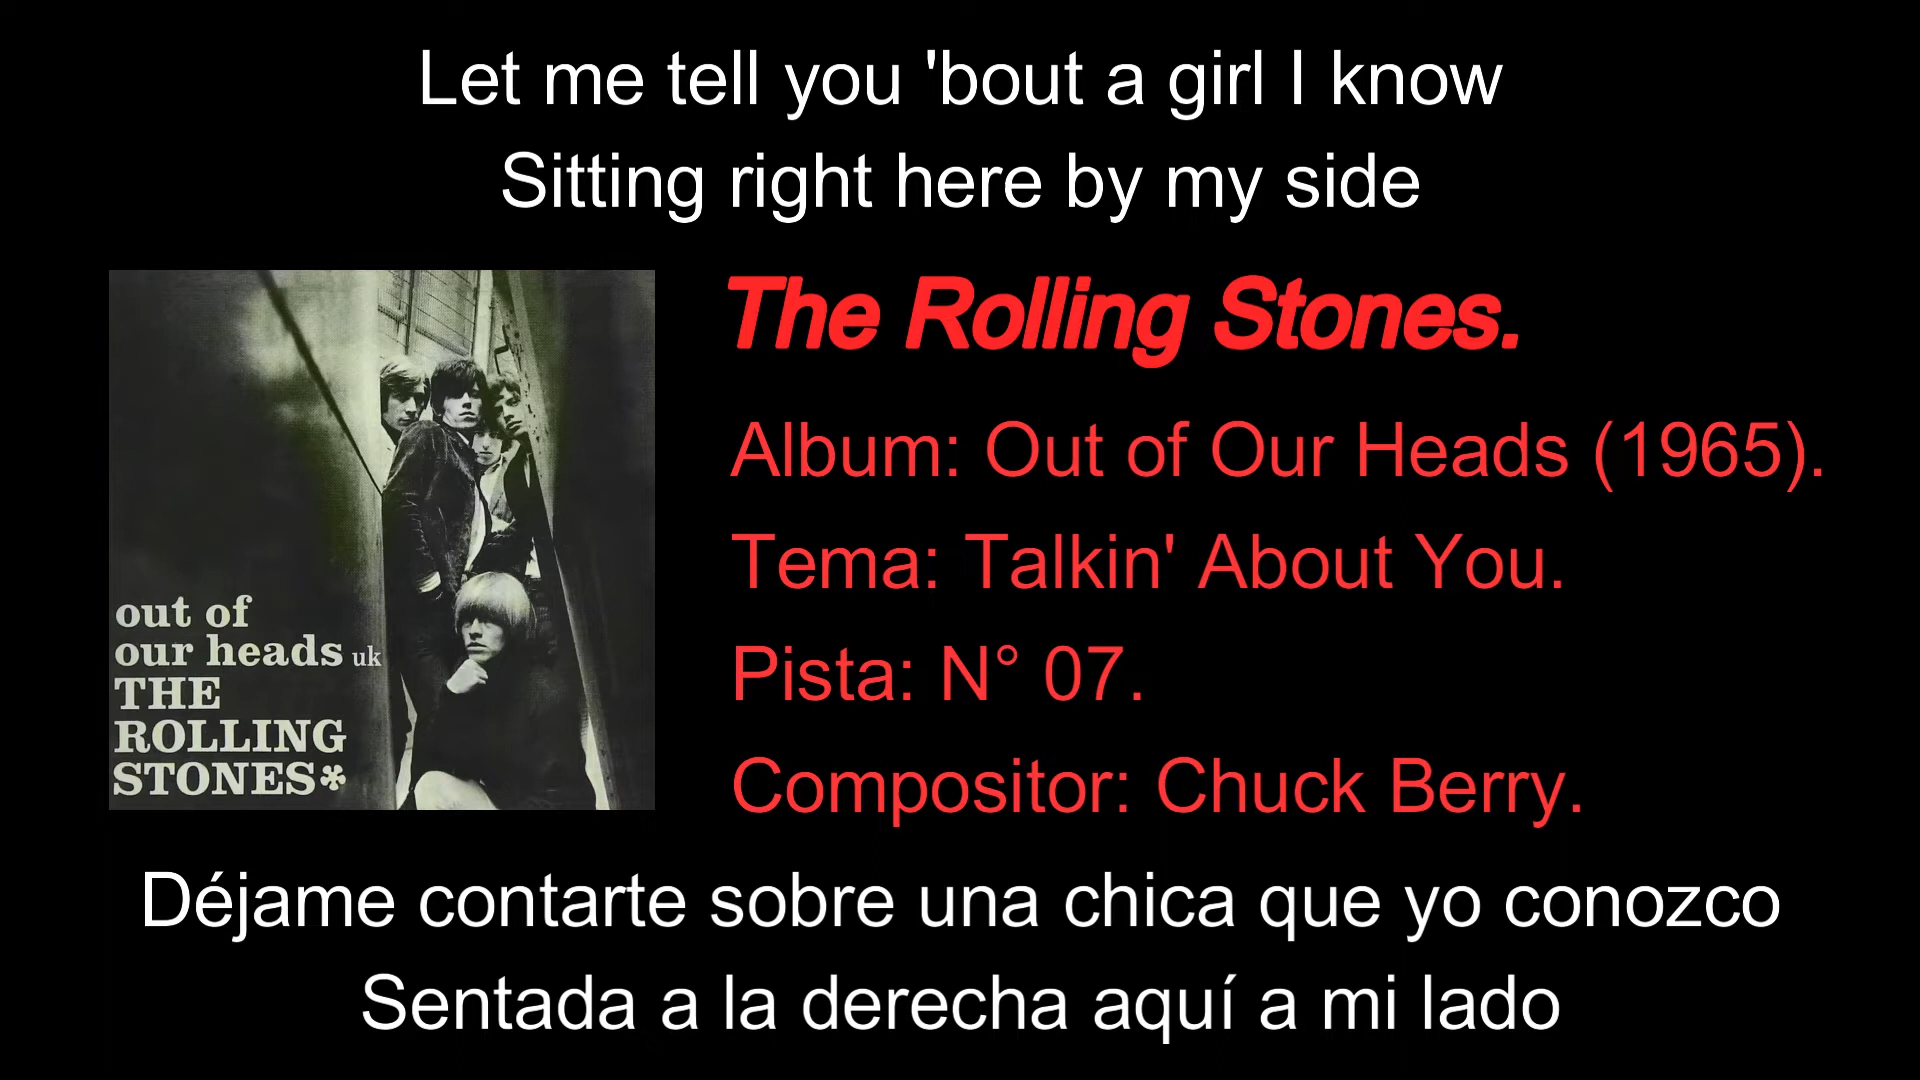 Let me tell you 'bout a girl I know
Sitting right here by my side
The Rolling Stones.
Album: Out of Our Heads (1965).
Tema: Talkin' About You.
Pista: N° 07.
Compositor: Chuck Berry.
out of
our heads uk
THE
ROLLING
STONES*
Déjame contarte sobre una chica que yo conozco
Sentada a la derecha aquí a mi lado